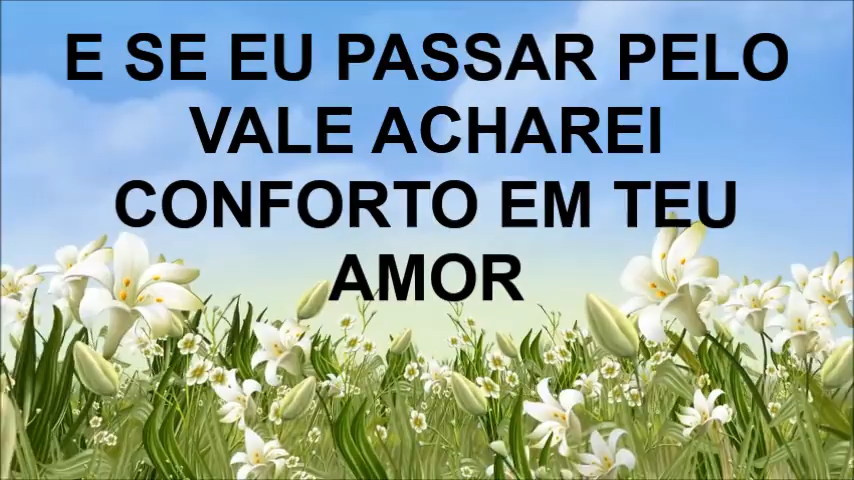 E SE EU PASSAR PELO
VALE ACHAREI
CONFORTO EM TEU
AMOR